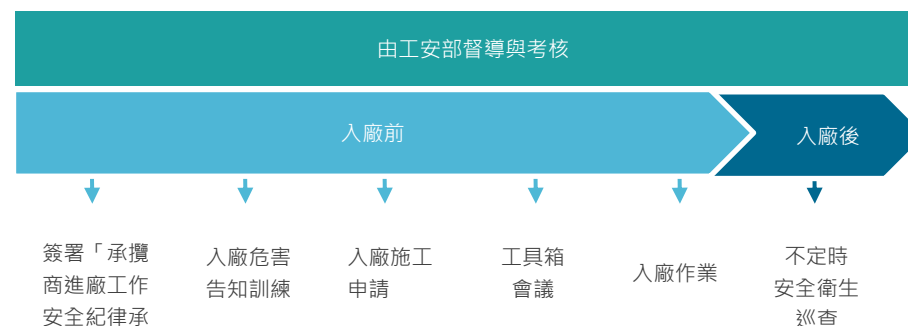 由工安部督導與考核
入廠前
入廠後
簽署「承攬
商進廠工作
安全紀律承
入廠危害
告知訓練
入廠施工
申請
工具箱
會議
入廠作業
不定時
安全衛生
巡查